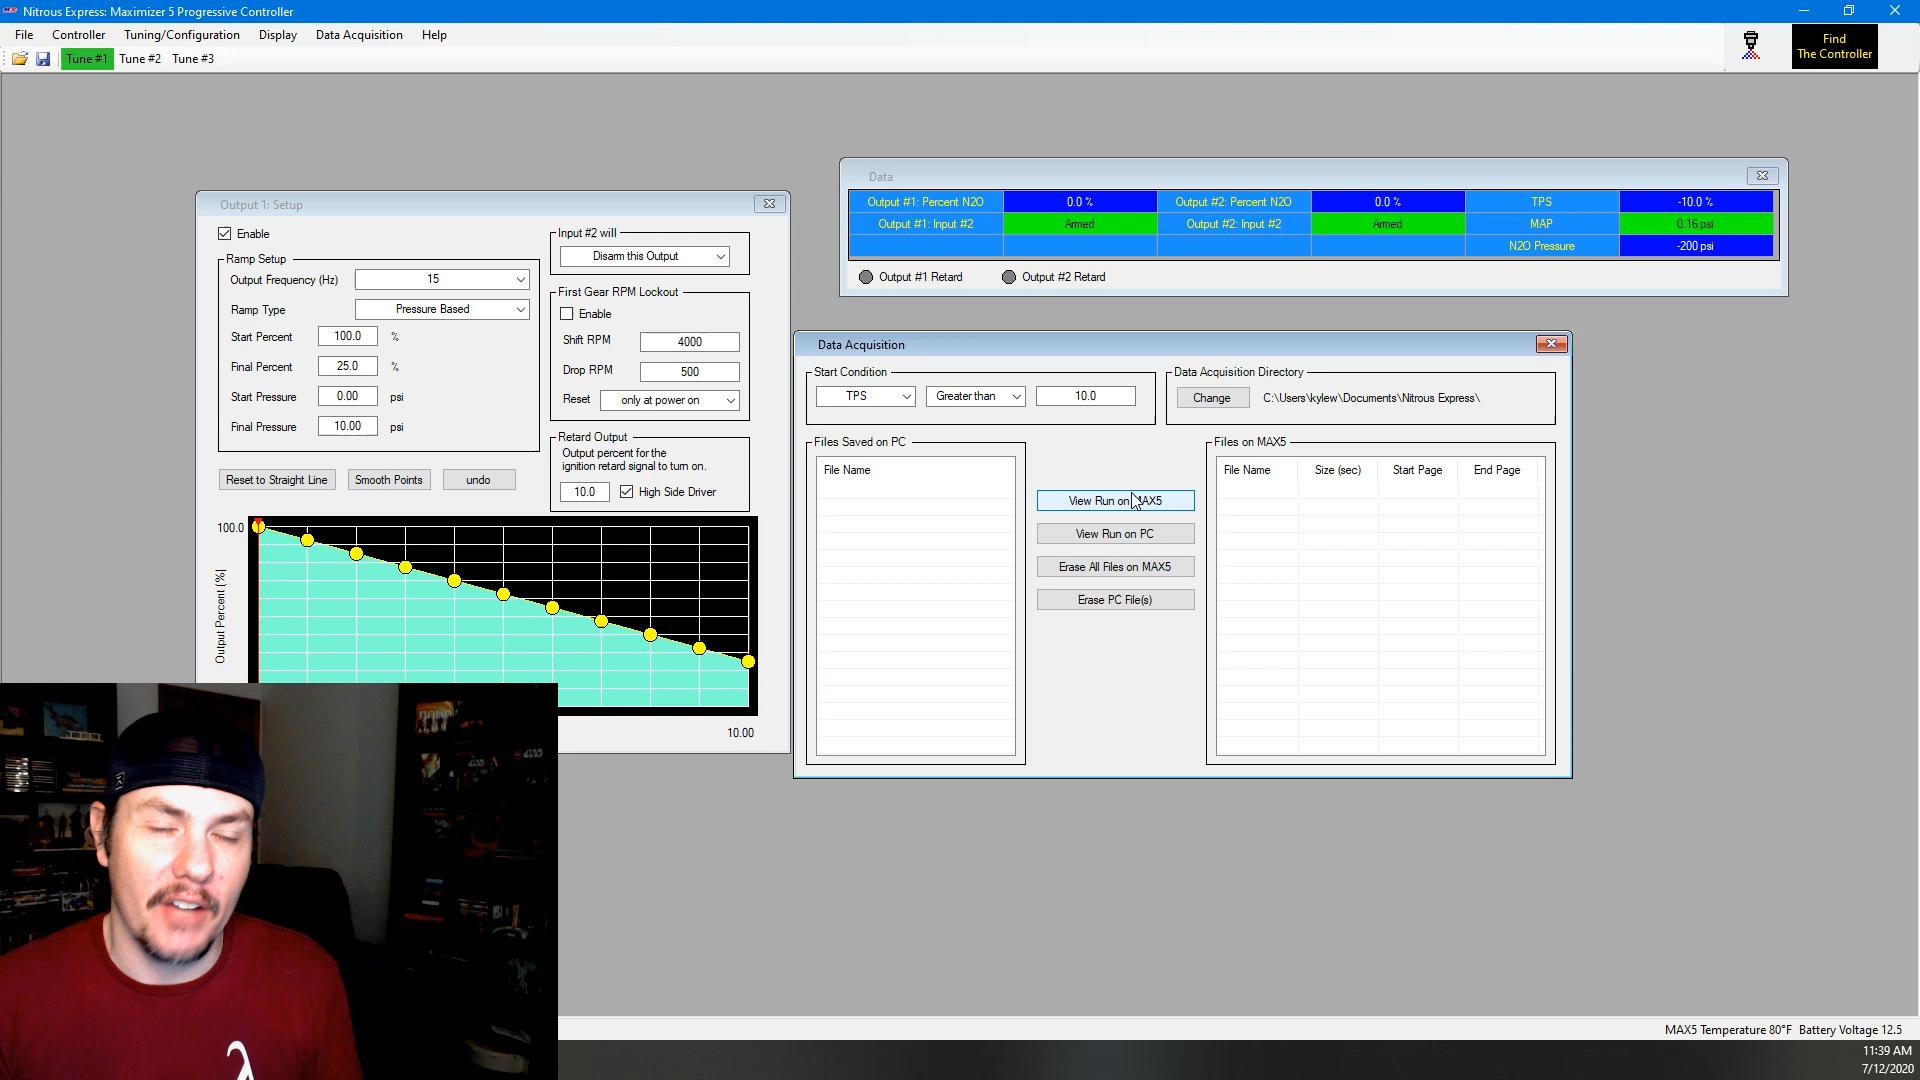 Nitrous Express: Maximizer 5 Progressive Controller
File Controller Tuning/Configuration Display Data Acquisition Help
Find
The Controller
Tune #1 Tune #2 Tune #3
Output 1: Setup
Enable
Ramp Setup
Output Frequency (Hz) 15
Ramp Type Pressure Based
Start Percent 100.0 %
Final Percent 25.0 %
Start Pressure 0.00 psi
Final Pressure 10.00 psi
Reset to Straight Line Smooth Points undo
Input #2 will
Disarm this Output
First Gear RPM Lockout
Enable
Shift RPM 4000
Drop RPM 500
Reset only at power on
Retard Output
Output percent for the
ignition retard signal to turn on.
10.0 High Side Driver
100.0
Output Percent (%)
10.00
Data
Output #1: Percent N2O 0.0 % Output #2: Percent N2O 0.0 % TPS -10.0 %
Output #1: Input #2 Armed Output #2: Input #2 Armed MAP 0.16 psi
N2O Pressure -200 psi
Output #1 Retard Output #2 Retard
Data Acquisition
Start Condition
TPS Greater than 10.0
Data Acquisition Directory
Change C:\Users\kylew\Documents\Nitrous Express\
Files Saved on PC
File Name
View Run on MAX5
View Run on PC
Erase All Files on MAX5
Erase PC File(s)
Files on MAX5
File Name Size (sec) Start Page End Page
MAX5 Temperature 80°F Battery Voltage 12.5
11:39 AM
7/12/2020